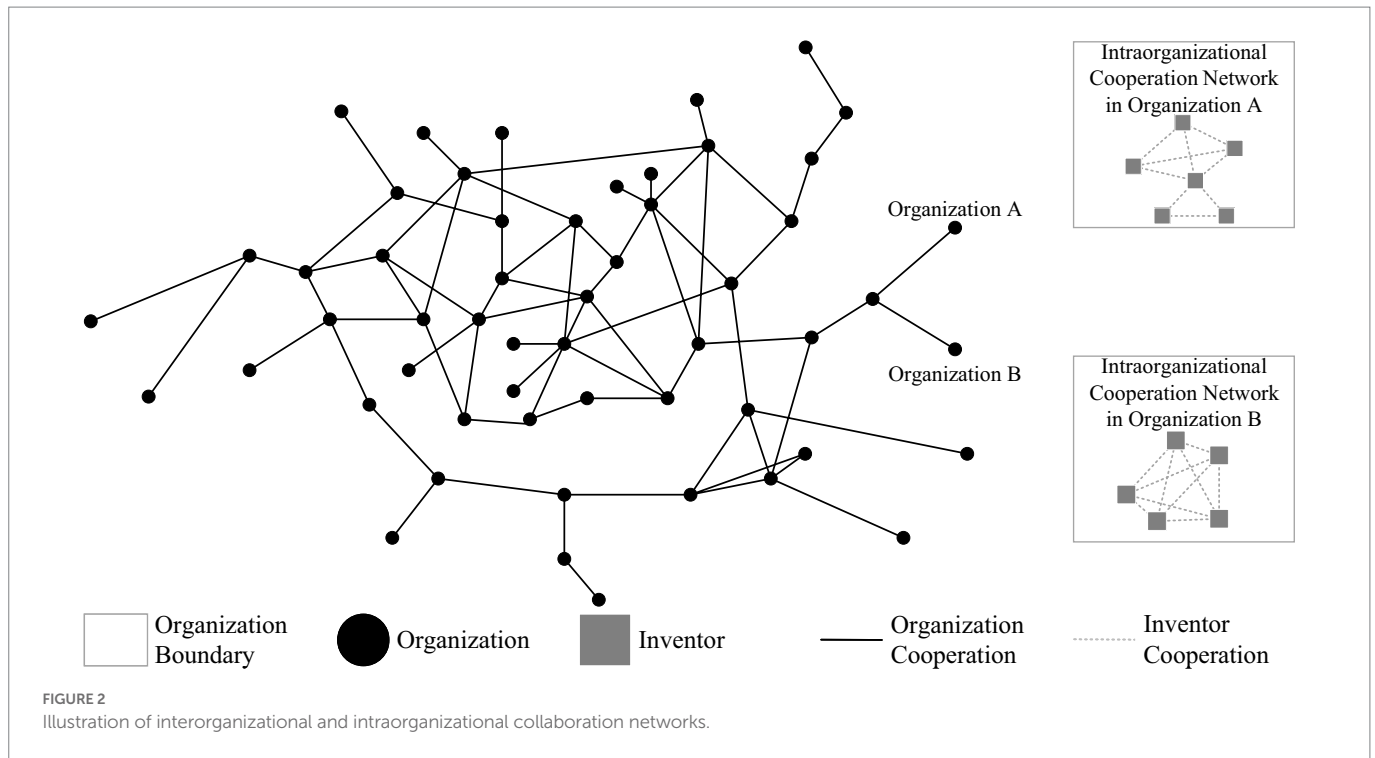 Intraorganizational
Cooperation Network
in Organization A
Organization A
Organization B
Intraorganizational
Cooperation Network
in Organization B
Organization
Boundary
Organization
Inventor
Organization
Cooperation
Inventor
Cooperation
FIGURE 2
Illustration of interorganizational and intraorganizational collaboration networks.